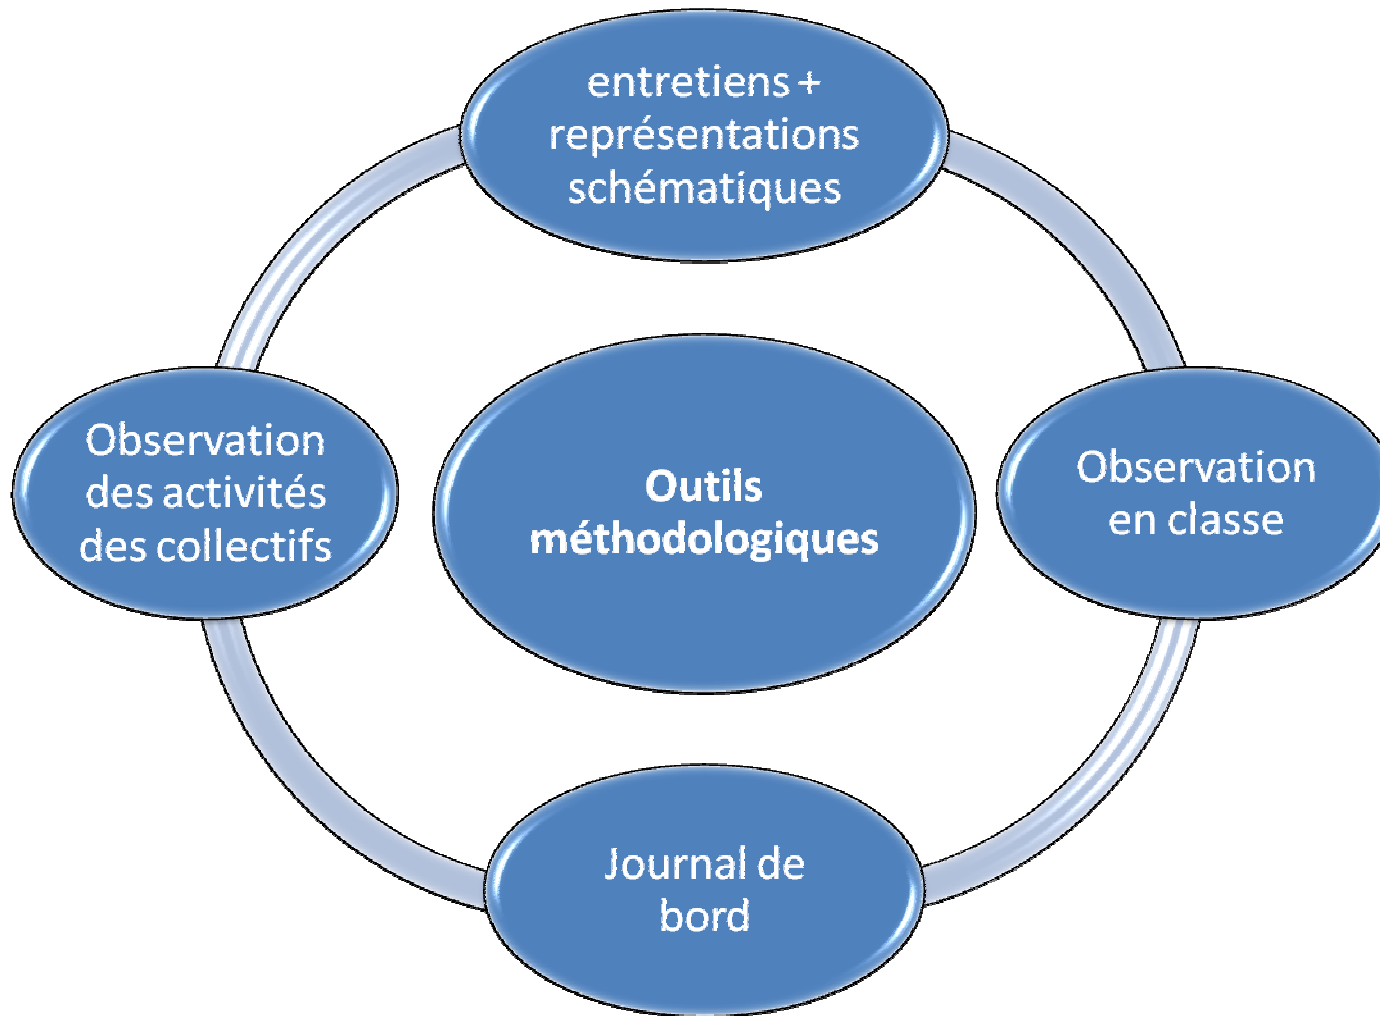 entretiens +
représentations
schématiques
Observation
des activités
des collectifs
Outils
méthodologiques
Observation
en classe
Journal de
bord